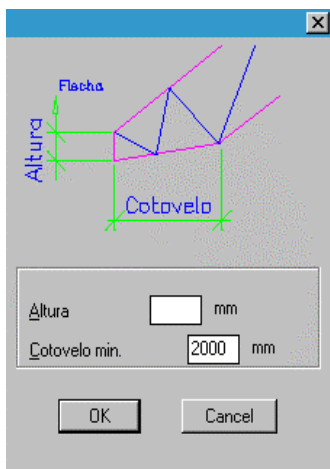 Flecha
Altura
Cotovelo
Altura mm
Cotovelo min. 2000 mm
OK Cancel